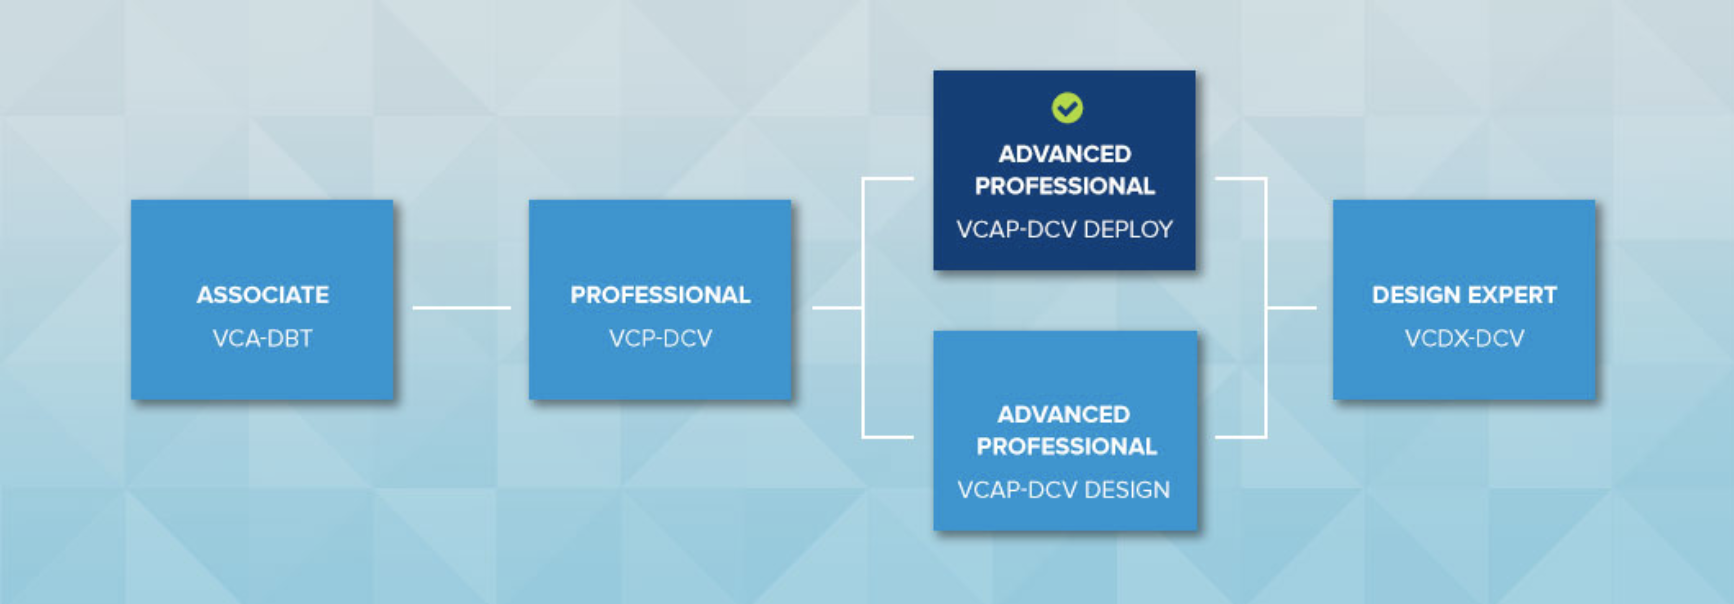 ASSOCIATE
VCA-DBT
PROFESSIONAL
VCP-DCV
ADVANCED
PROFESSIONAL
VCAP-DCV DEPLOY
ADVANCED
PROFESSIONAL
VCAP-DCV DESIGN
DESIGN EXPERT
VCDX-DCV